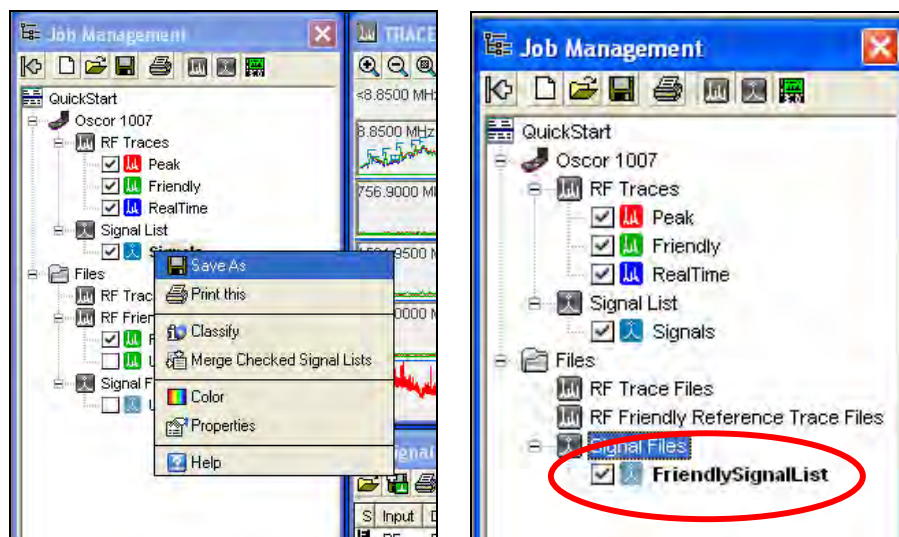 Job Management
QuickStart
Oscor 1007
RF Traces
Peak
Friendly
RealTime
Signal List
Files
RF Trac
RF Frien
Signal F
Save As
Print this
Classify
Merge Checked Signal Lists
Color
Properties
Help
TRACE
<8.8500 MH
8.8500 MHz
756.9000 M
S Input D
Job Management
QuickStart
Oscor 1007
RF Traces
Peak
Friendly
RealTime
Signal List
Signals
Files
RF Trace Files
RF Friendly Reference Trace Files
Signal Files
FriendlySignalList